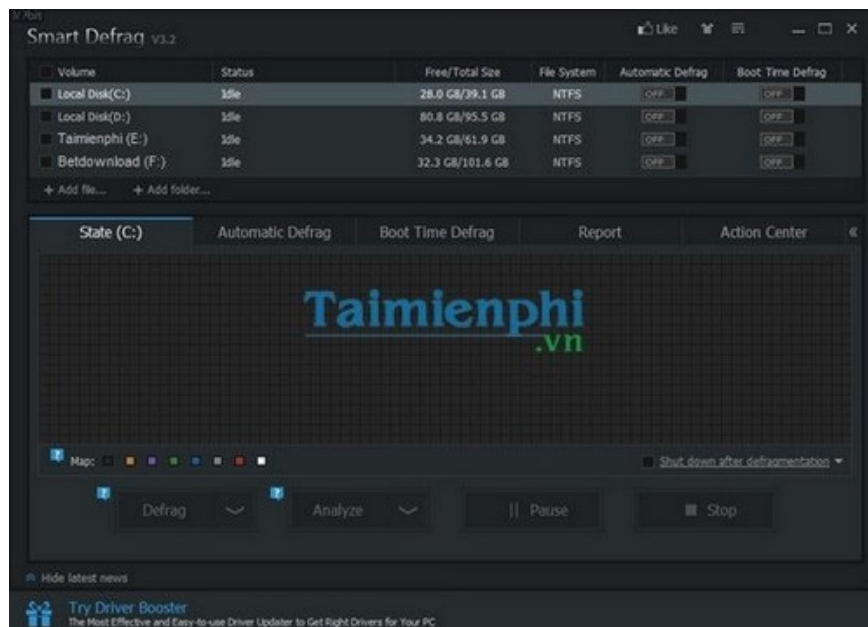 Smart Defrag V3.2 Like
Volume Status Free/Total Size File System Automatic Defrag Boot Time Defrag
Local Disk(C:) Idle 28.0 GB/39.1 GB NTFS OFF OFF
Local Disk(D:) Idle 80.8 GB/95.5 GB NTFS OFF OFF
Taimienphi (E:) Idle 34.2 GB/61.9 GB NTFS OFF OFF
Betdownload (F:) Idle 32.3 GB/101.6 GB NTFS OFF OFF
+ Add file... + Add folder...
State (C:) Automatic Defrag Boot Time Defrag Report Action Center «
Taimienphi
.vn
? Map: Shut down after defragmentation
? Defrag ? Analyze Pause Stop
Hide latest news
Try Driver Booster
The Most Effective and Easy-to-use Driver Updater to Get Right Drivers for Your PC